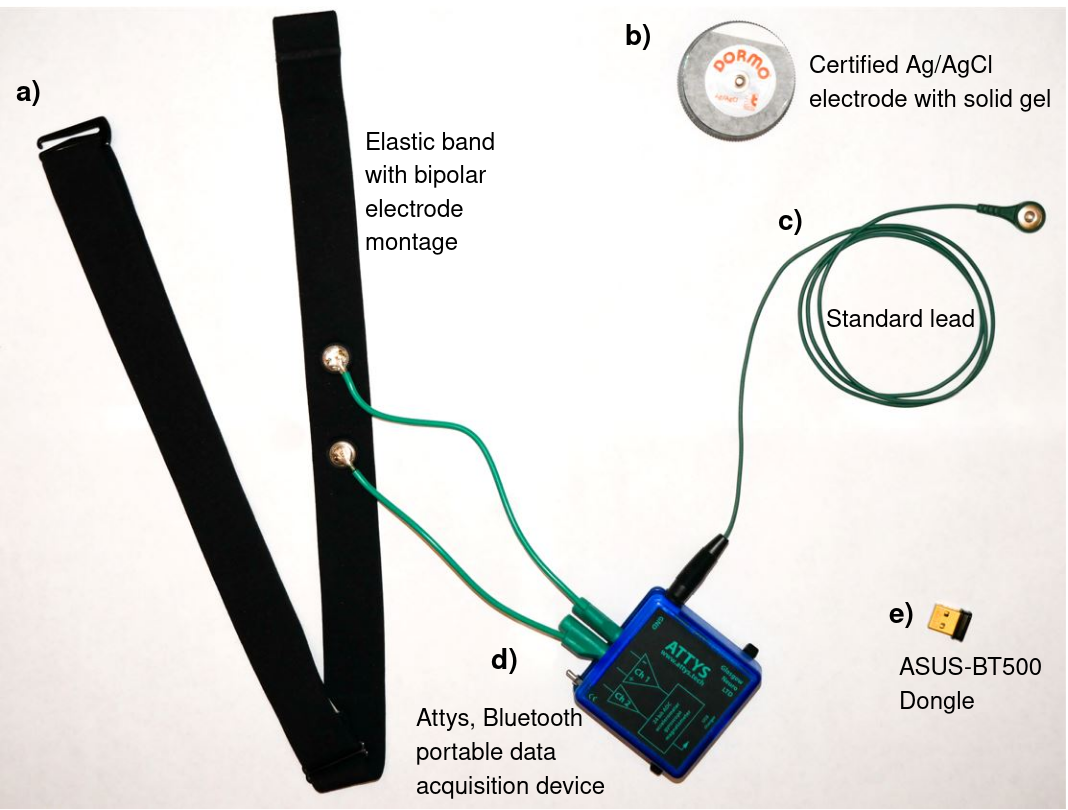 a)
Elastic band
with bipolar
electrode
montage
b)
DORMO
Certified Ag/AgCl
electrode with solid gel
c)
Standard lead
d)
Attys, Bluetooth
portable data
acquisition device
GND
ATTYS
www.attys.tech
Glasgow
Neuro
LTD
Ch 1
Ch 2
e)
ASUS-BT500
Dongle